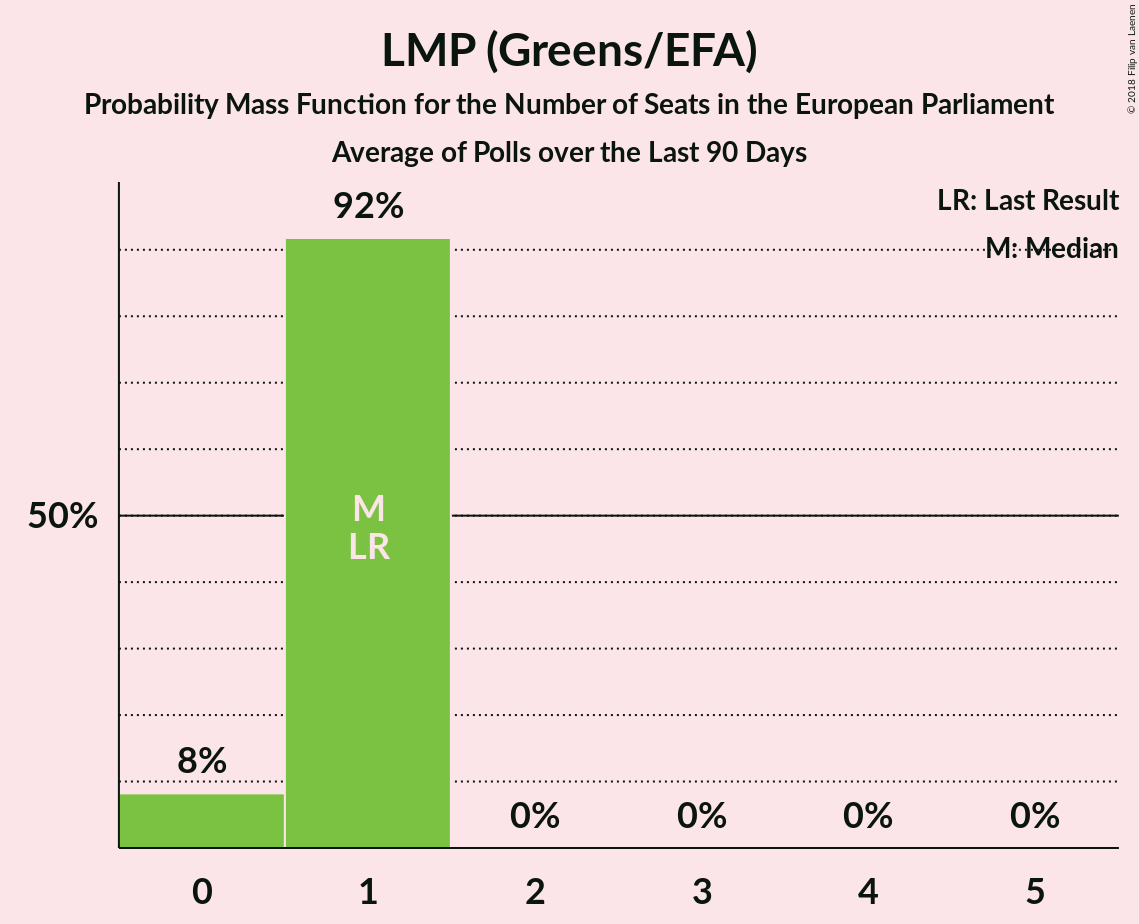 LMP (Greens/EFA)
Probability Mass Function for the Number of Seats in the European Parliament
Average of Polls over the Last 90 Days
© 2018 Filip van Laenen
LR: Last Result
M: Median
92%
50%
M
LR
8%
0%
0%
0%
0%
0
1
2
3
4
5